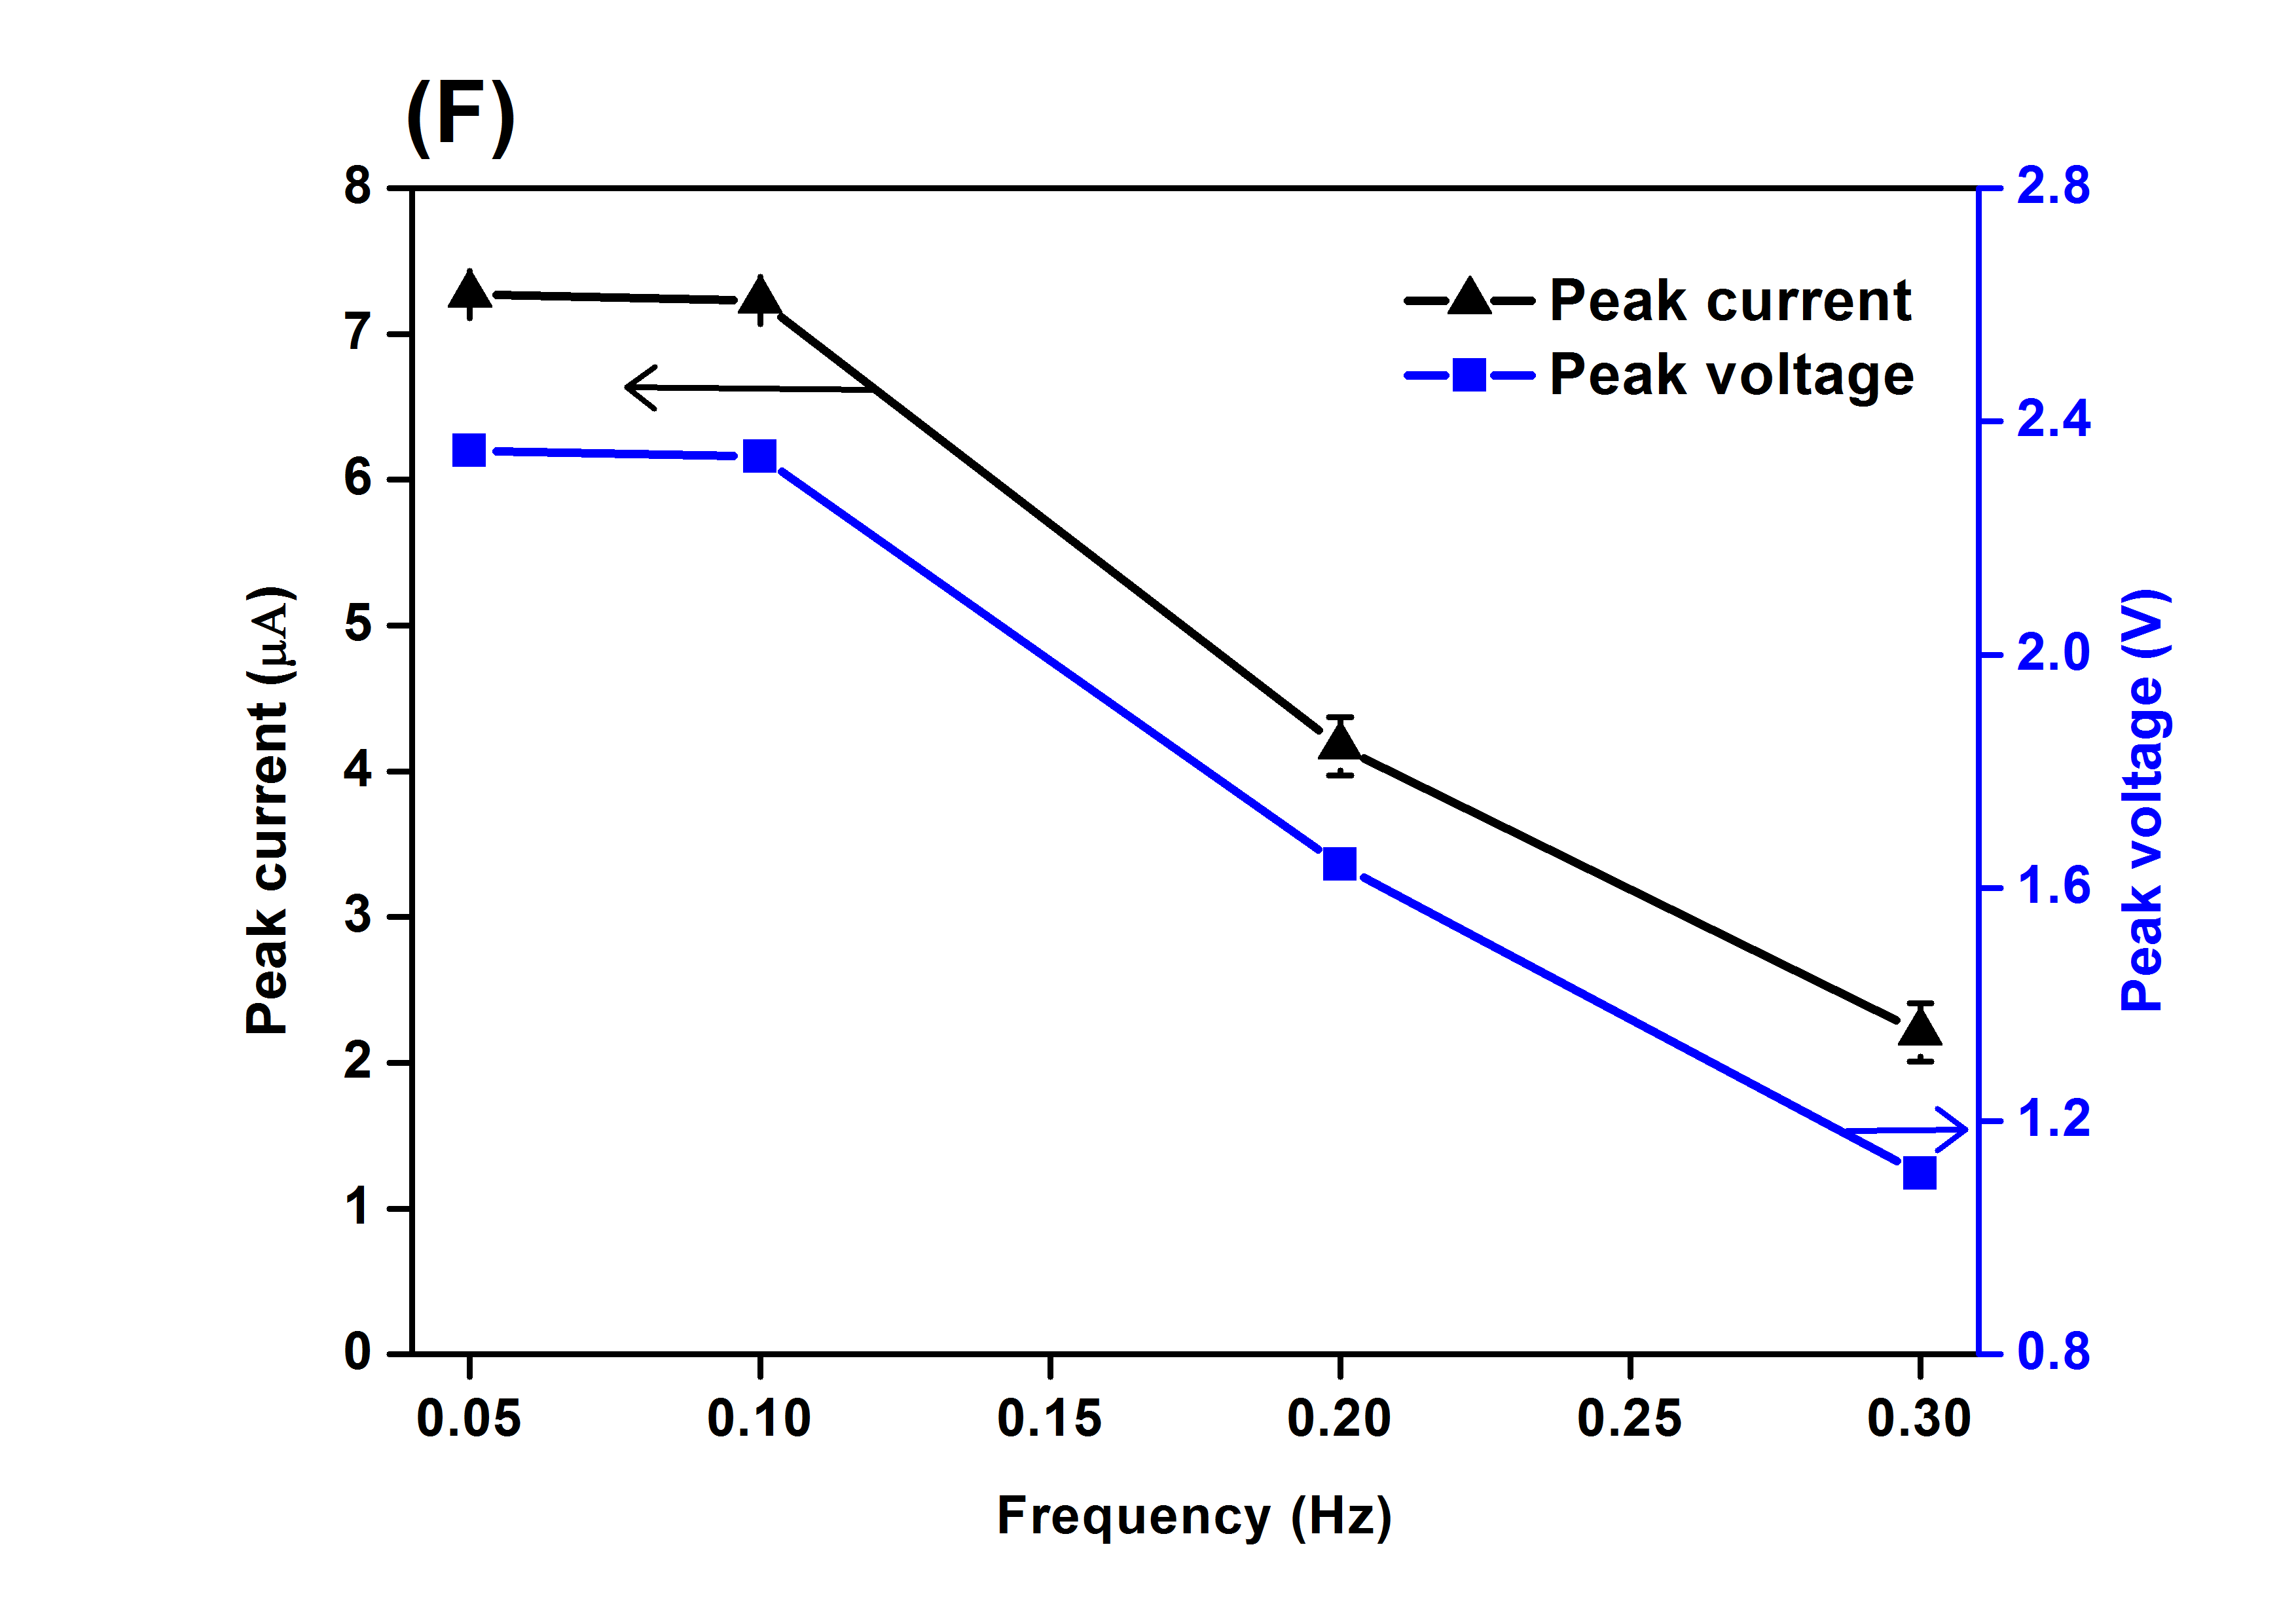 (F)
8
7
6
5
4
3
2
1
0
Peak current (μA)
Peak current
Peak voltage
2.8
2.4
2.0
1.6
1.2
0.8
Peak voltage (V)
0.05 0.10 0.15 0.20 0.25 0.30
Frequency (Hz)